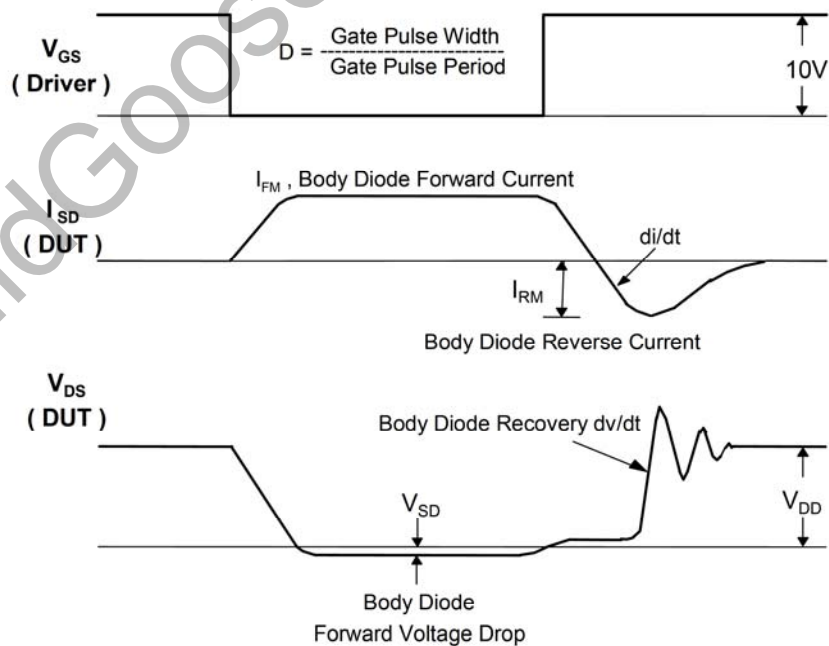 V_GS
( Driver )
D = Gate Pulse Width
Gate Pulse Period
10V
I_FM , Body Diode Forward Current
I_SD
( DUT )
di/dt
I_RM
Body Diode Reverse Current
V_DS
( DUT )
Body Diode Recovery dv/dt
V_SD
V_DD
Body Diode
Forward Voltage Drop